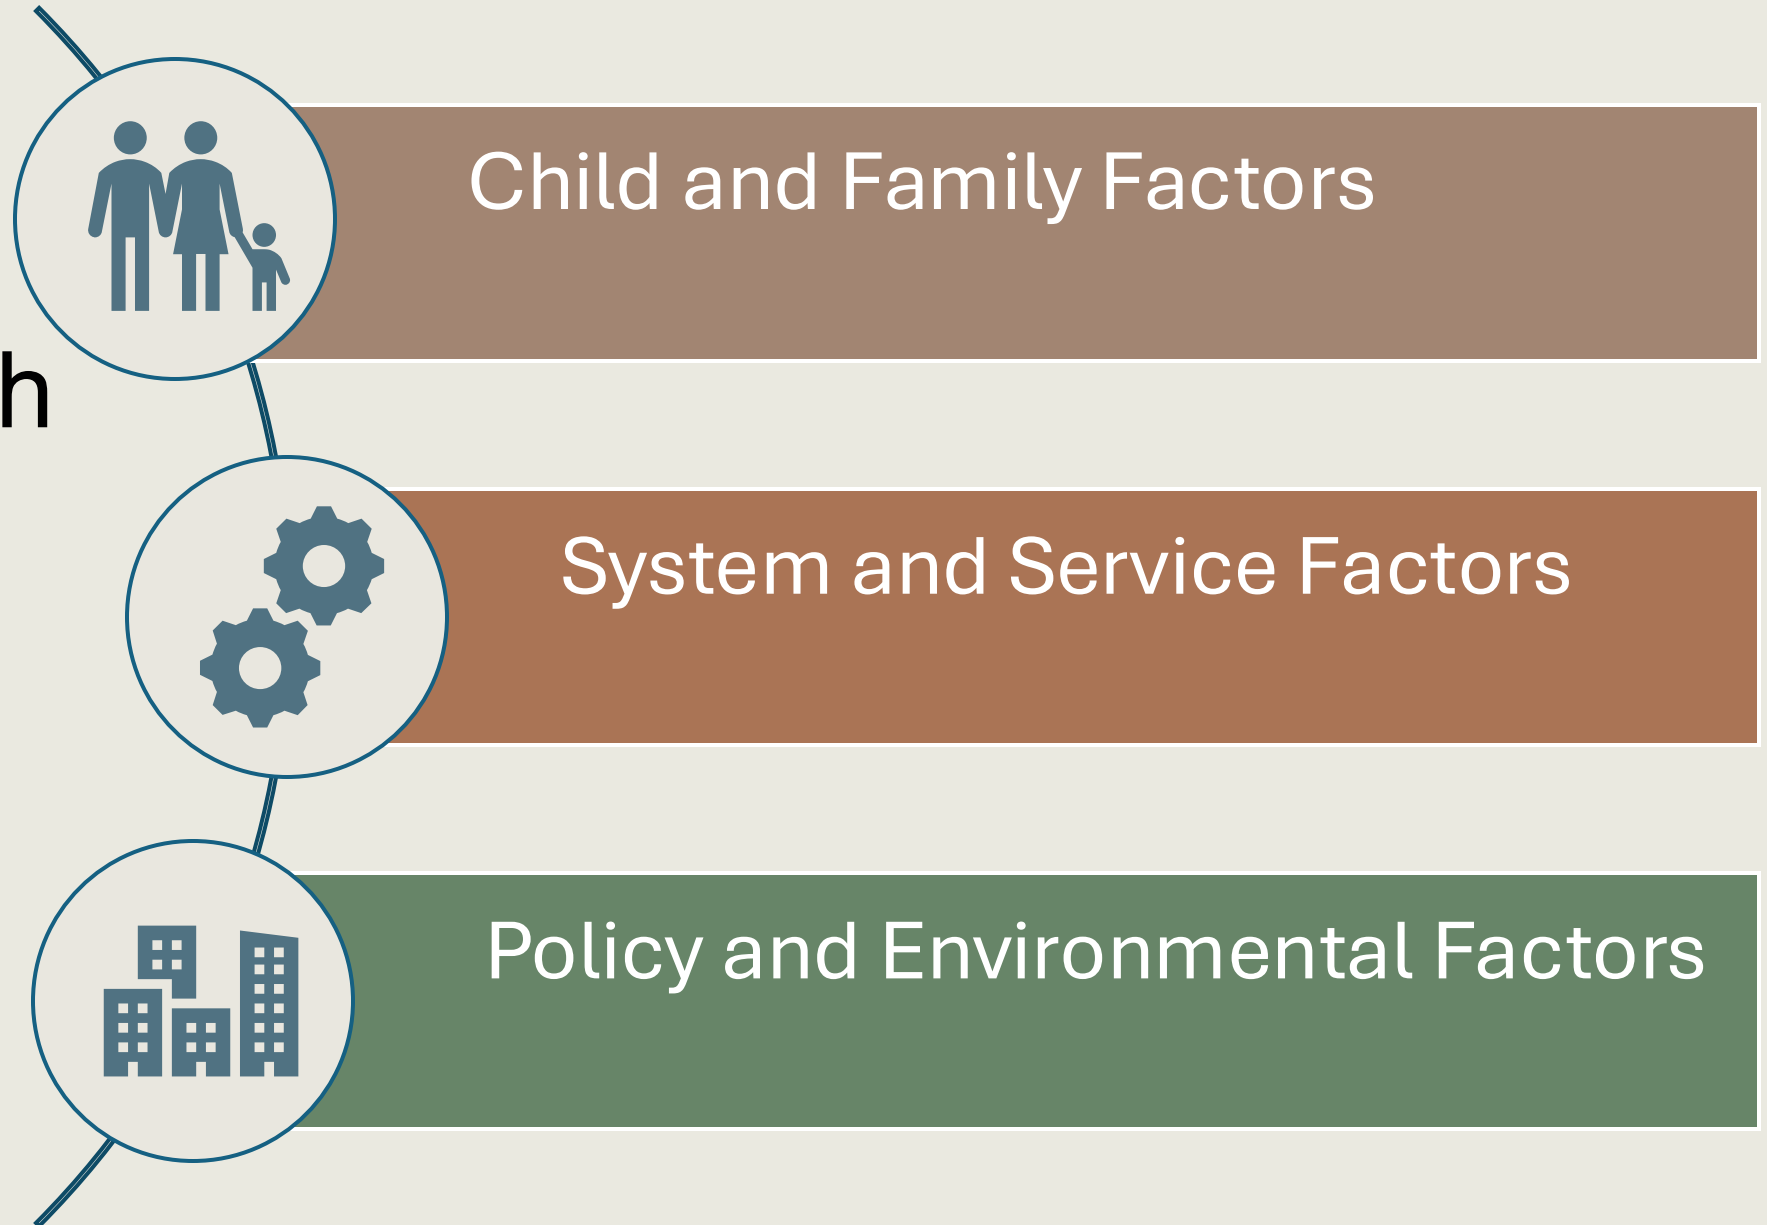 Child and Family Factors
h
System and Service Factors
Policy and Environmental Factors